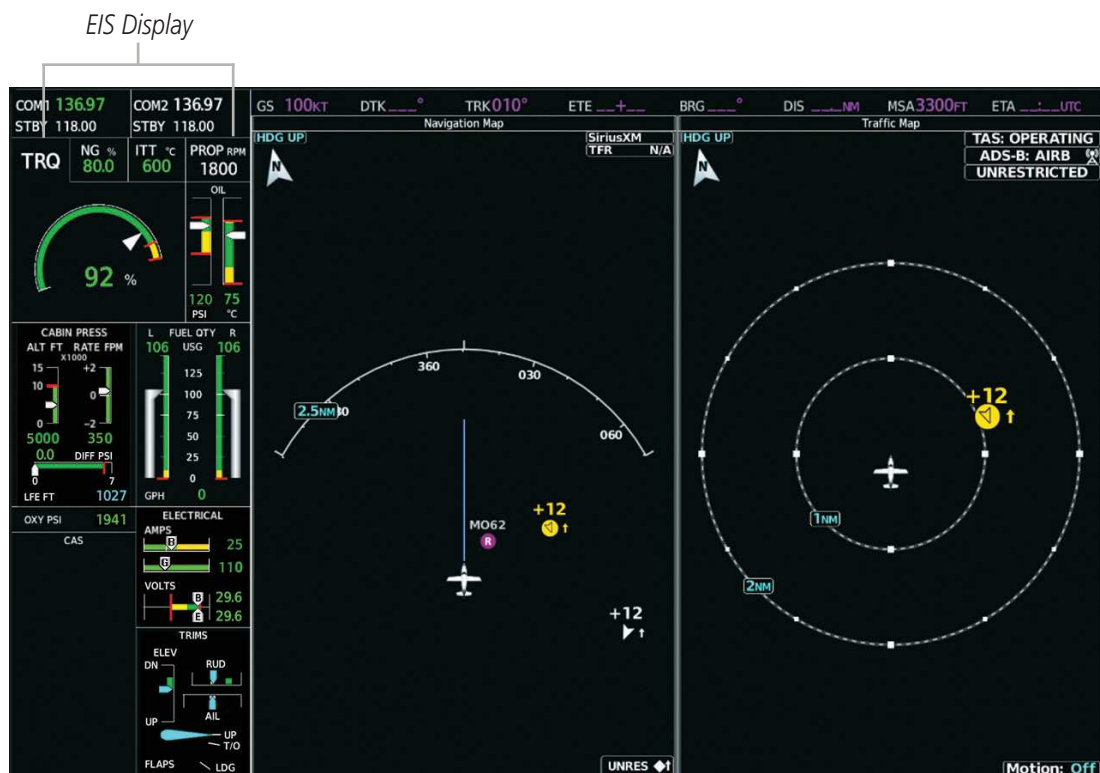 EIS Display
COM1 136.97 COM2 136.97
STBY 118.00 STBY 118.00
GS 100KT DTK ___° TRK 010° ETE __+__ BRG ___° DIS __.__NM MSA 3300FT ETA __:__UTC
Navigation Map
Traffic Map
TRQ
NG %
80.0
ITT °C
600
PROP RPM
1800
92 %
OIL
120 75
PSI °C
CABIN PRESS
ALT FT RATE FPM
X1000
15 +2
10 0
0 -2
5000 350
0.0 DIFF PSI
0 7
LFE FT 1027
L FUEL QTY R
106 USG 106
125
100
75
50
25
0
GPH 0
OXY PSI 1941
CAS
ELECTRICAL
AMPS
B 25
G 110
VOLTS
B 29.6
E 29.6
TRIMS
ELEV
DN
RUD
AIL
UP
UP
T/O
FLAPS LDG
HDG UP
N
SiriusXM
TFR N/A
360
030
2.5NM
060
+12
MO62
R
+12
UNRES
HDG UP
N
TAS: OPERATING
ADS-B: AIRB
UNRESTRICTED
+12
1NM
2NM
Motion: Off